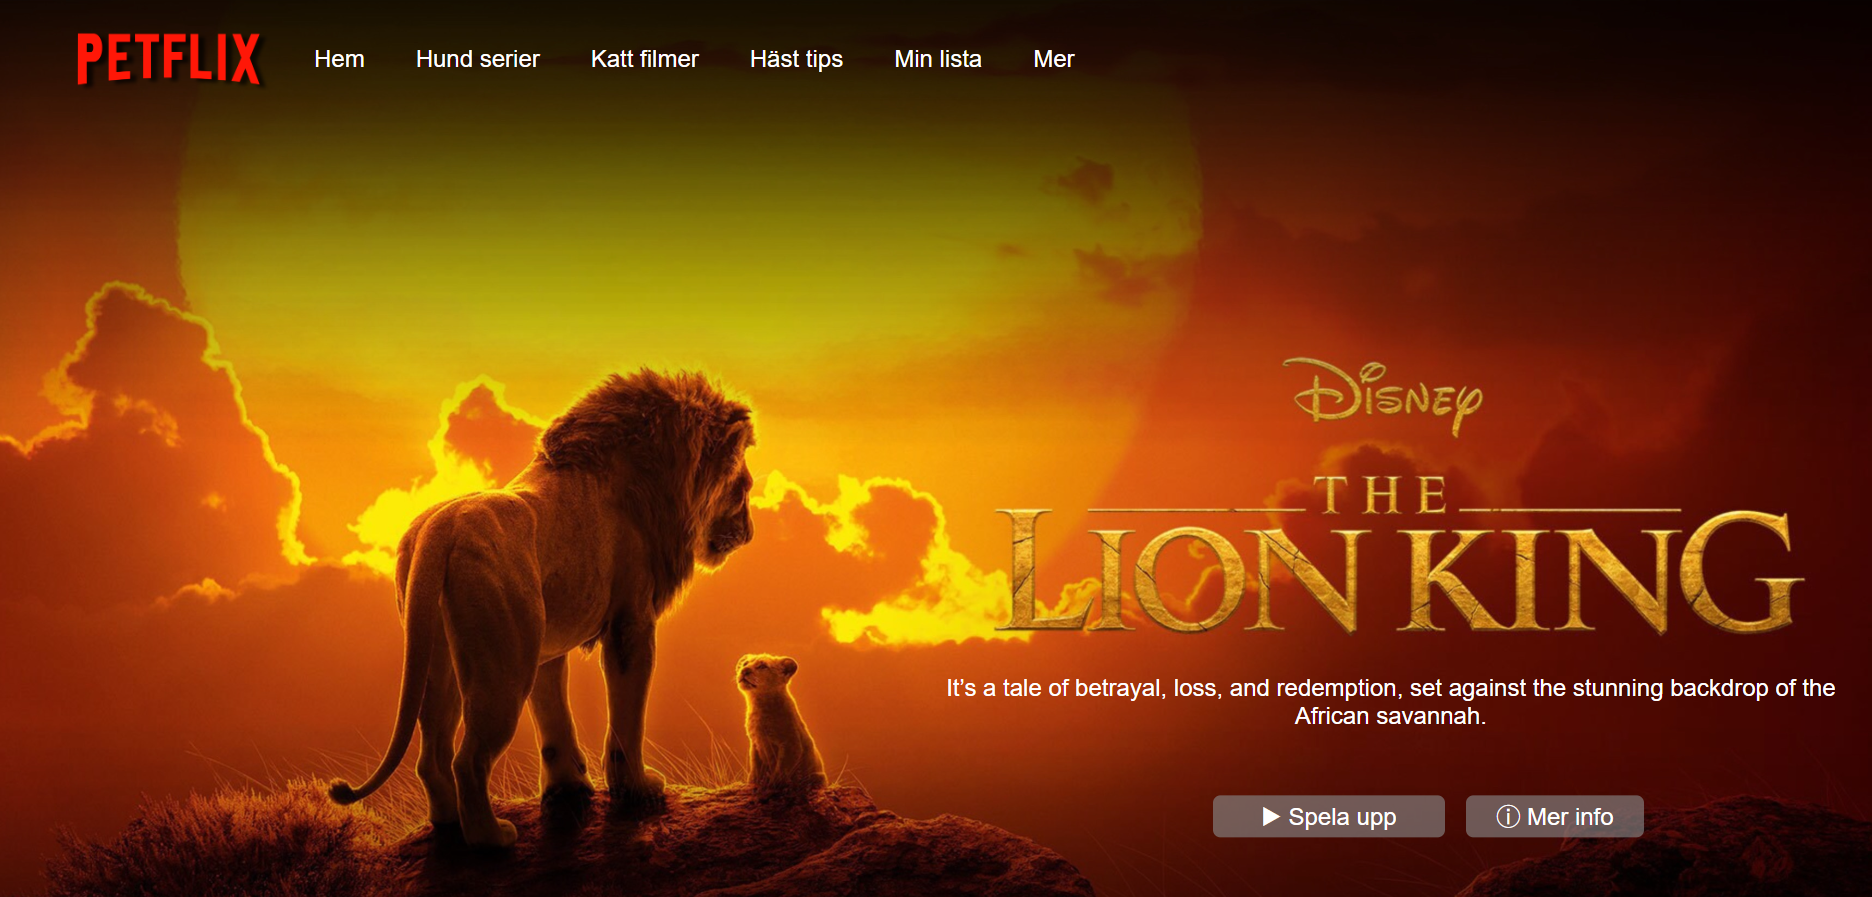 PETFLIX
Hem
Hund serier
Katt filmer
Häst tips
Min lista
Mer
Disney
THE
LION KING
It’s a tale of betrayal, loss, and redemption, set against the stunning backdrop of the
African savannah.
▶ Spela upp
ⓘ Mer info